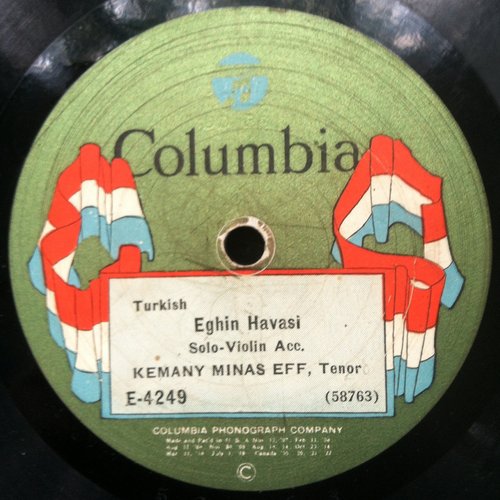 Columbia
Turkish
Eghin Havasi
Solo-Violin Acc.
KEMANY MINAS EFF, Tenor
E-4249 (58763)
COLUMBIA PHONOGRAPH COMPANY
©